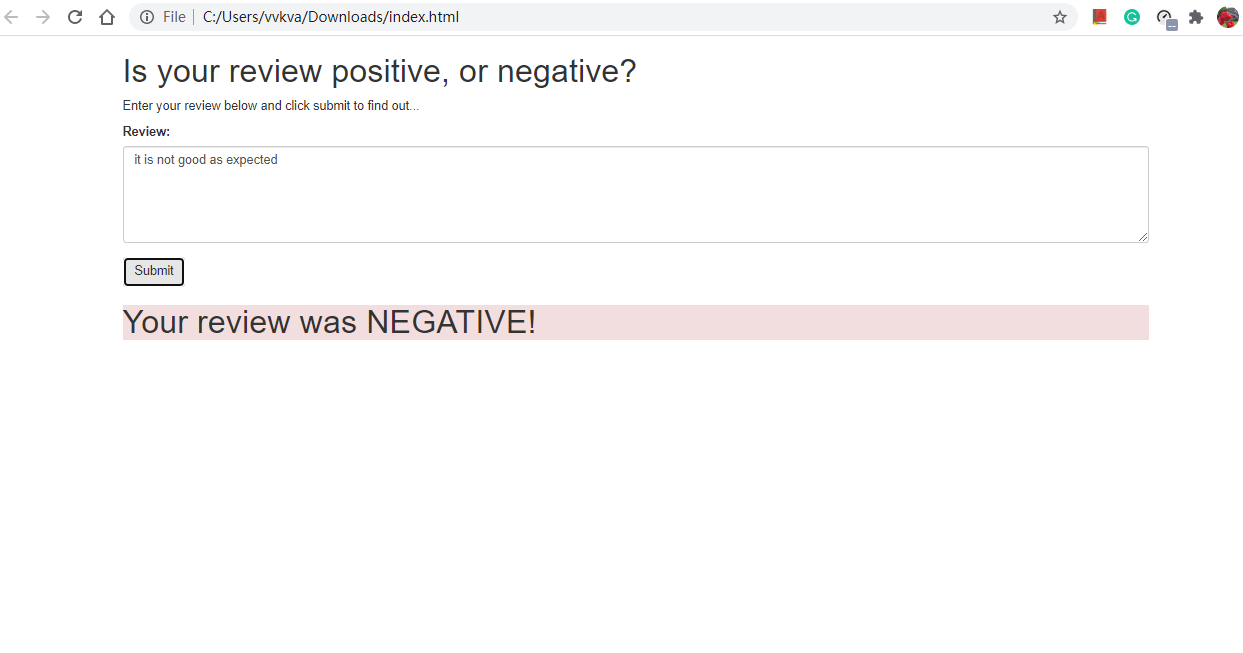 File | C:/Users/vvkva/Downloads/index.html
Is your review positive, or negative?
Enter your review below and click submit to find out...
Review:
it is not good as expected
Submit
Your review was NEGATIVE!